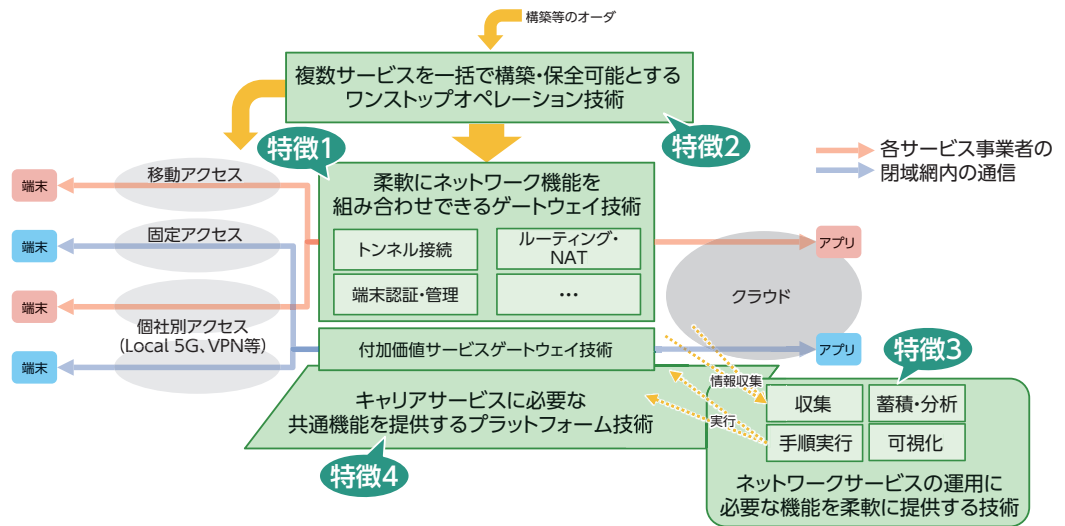 構築等のオーダ
複数サービスを一括で構築・保全可能とする
ワンストップオペレーション技術
特徴1
特徴2
各サービス事業者の
閉域網内の通信
移動アクセス
端末
固定アクセス
端末
端末
個社別アクセス
(Local 5G、VPN等)
端末
柔軟にネットワーク機能を
組み合わせできるゲートウェイ技術
トンネル接続
ルーティング・
NAT
端末認証・管理
…
アプリ
クラウド
アプリ
付加価値サービスゲートウェイ技術
特徴3
情報収集
実行
キャリアサービスに必要な
共通機能を提供するプラットフォーム技術
特徴4
収集
蓄積・分析
手順実行
可視化
ネットワークサービスの運用に
必要な機能を柔軟に提供する技術